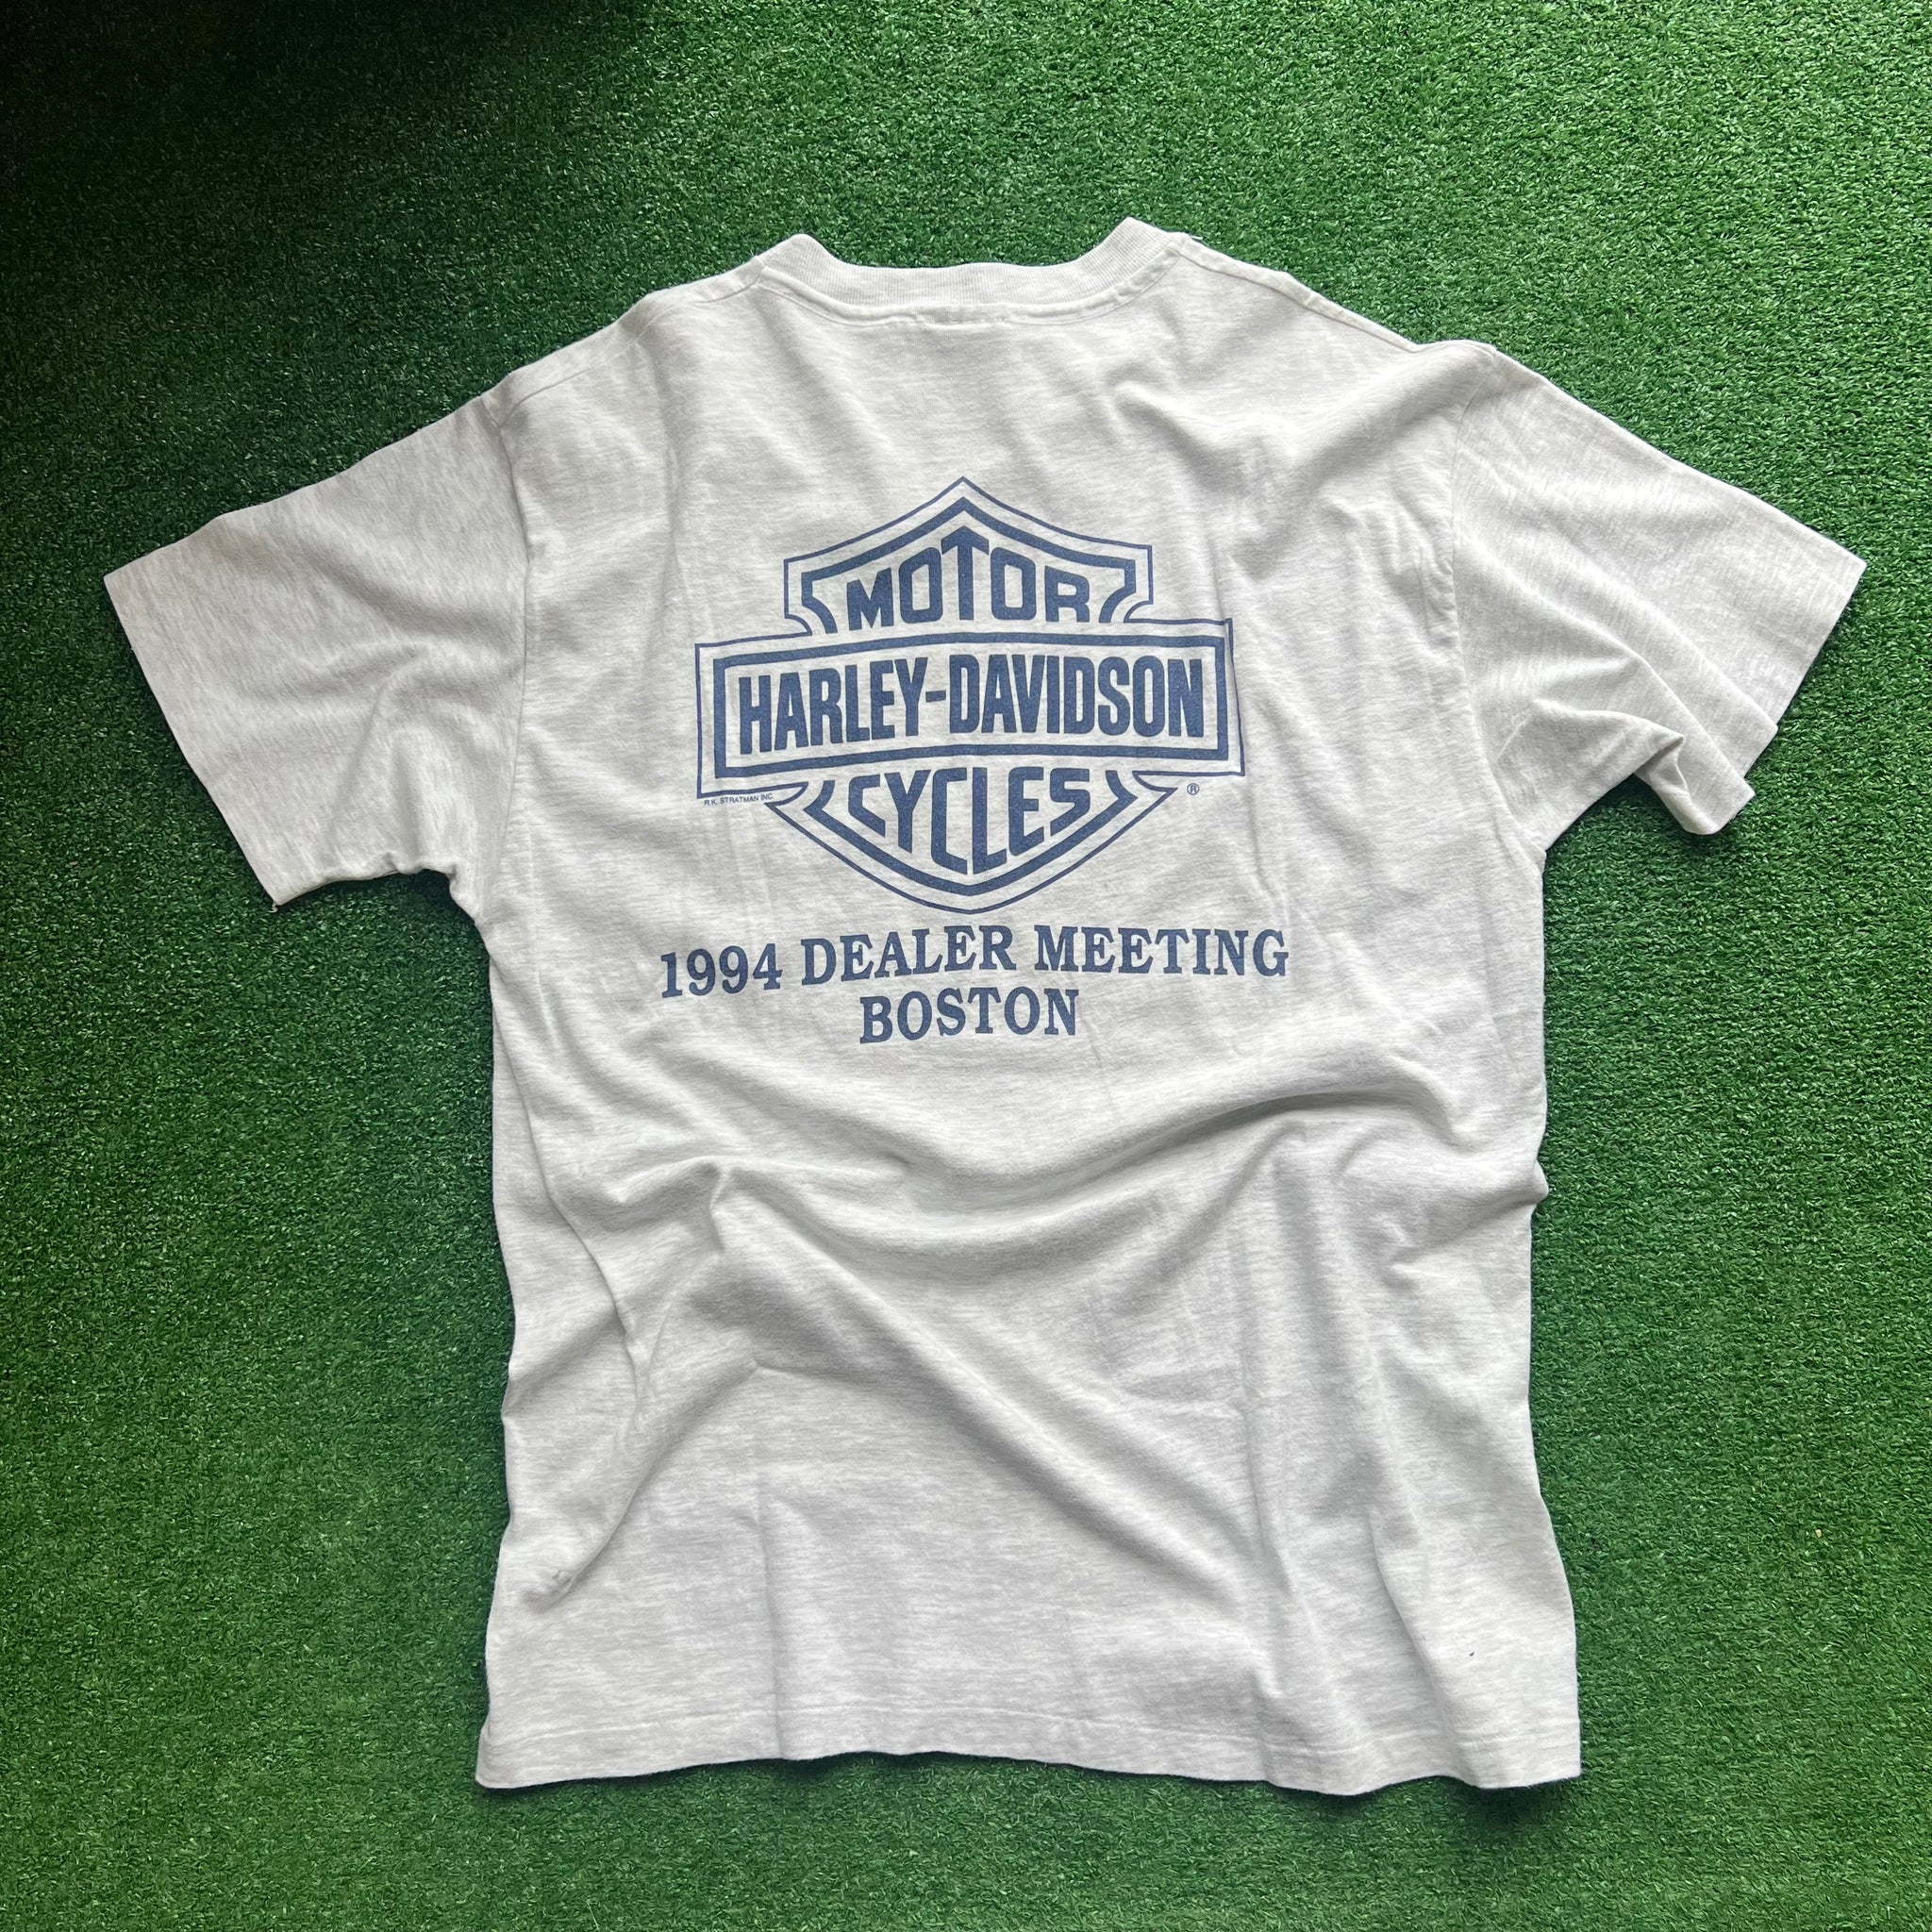 MOTOR
HARLEY-DAVIDSON
CYCLES
R.K. STRATMAN INC. ®
1994 DEALER MEETING
BOSTON